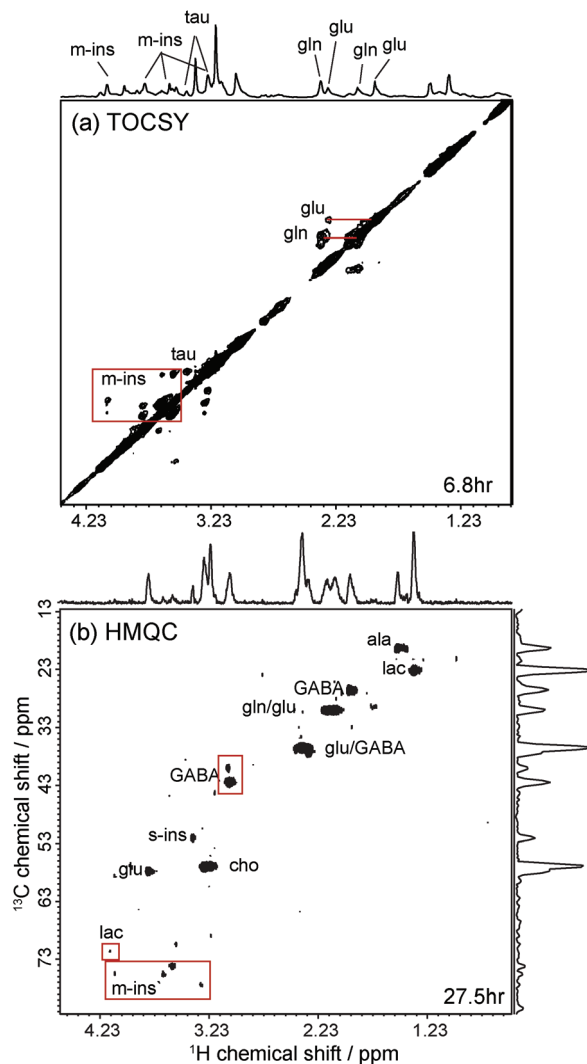 tau
m-ins
m-ins
gln
glu
gln
glu
(a) TOCSY
glu
gln
tau
m-ins
6.8hr
4.23 3.23 2.23 1.23
(b) HMQC
13
23
33
43
53
63
73
¹³C chemical shift / ppm
ala
lac
GABA
gln/glu
glu/GABA
GABA
s-ins
glu
cho
lac
m-ins
27.5hr
4.23 3.23 2.23 1.23
¹H chemical shift / ppm